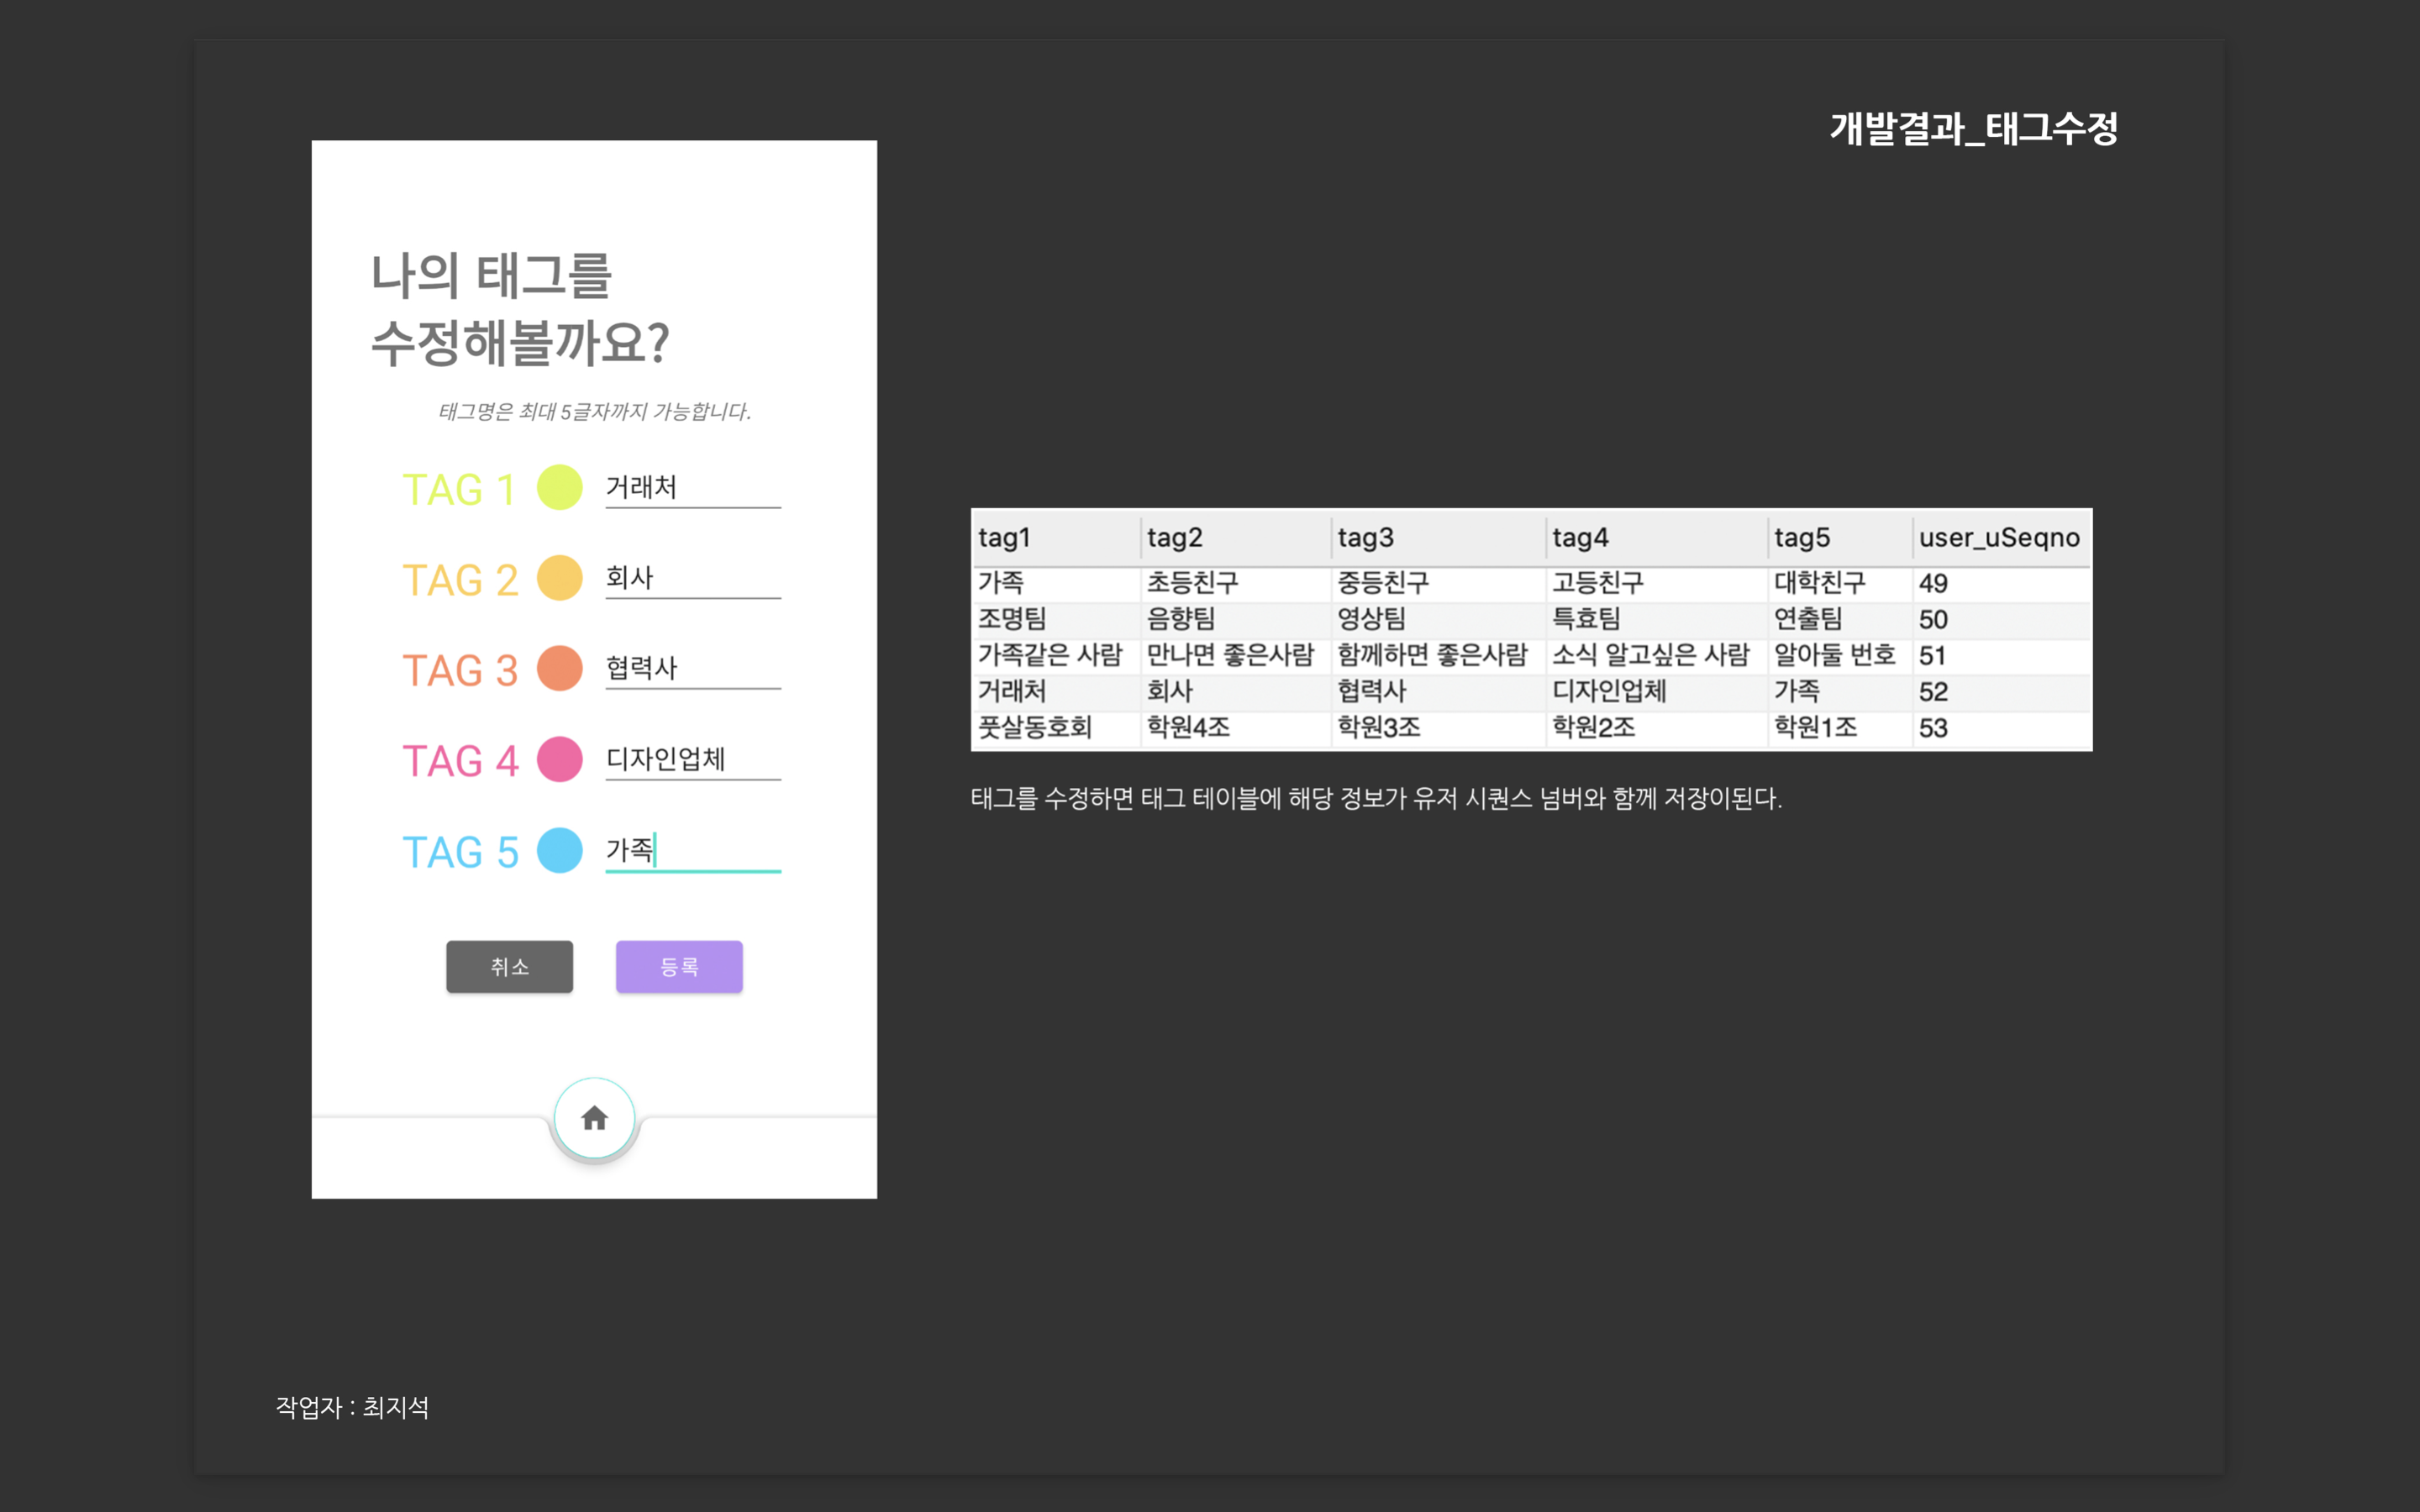 개발결과_태그수정
나의 태그를
수정해볼까요?
태그명은 최대 5글자까지 가능합니다.
TAG 1 거래처
TAG 2 회사
TAG 3 협력사
TAG 4 디자인업체
TAG 5 가족
취소 등록
tag1 tag2 tag3 tag4 tag5 user_uSeqno
가족 초등친구 중등친구 고등친구 대학친구 49
조명팀 음향팀 영상팀 특효팀 연출팀 50
가족같은 사람 만나면 좋은사람 함께하면 좋은사람 소식 알고싶은 사람 알아둘 번호 51
거래처 회사 협력사 디자인업체 가족 52
풋살동호회 학원4조 학원3조 학원2조 학원1조 53
태그를 수정하면 태그 테이블에 해당 정보가 유저 시퀀스 넘버와 함께 저장이된다.
작업자 : 최지석